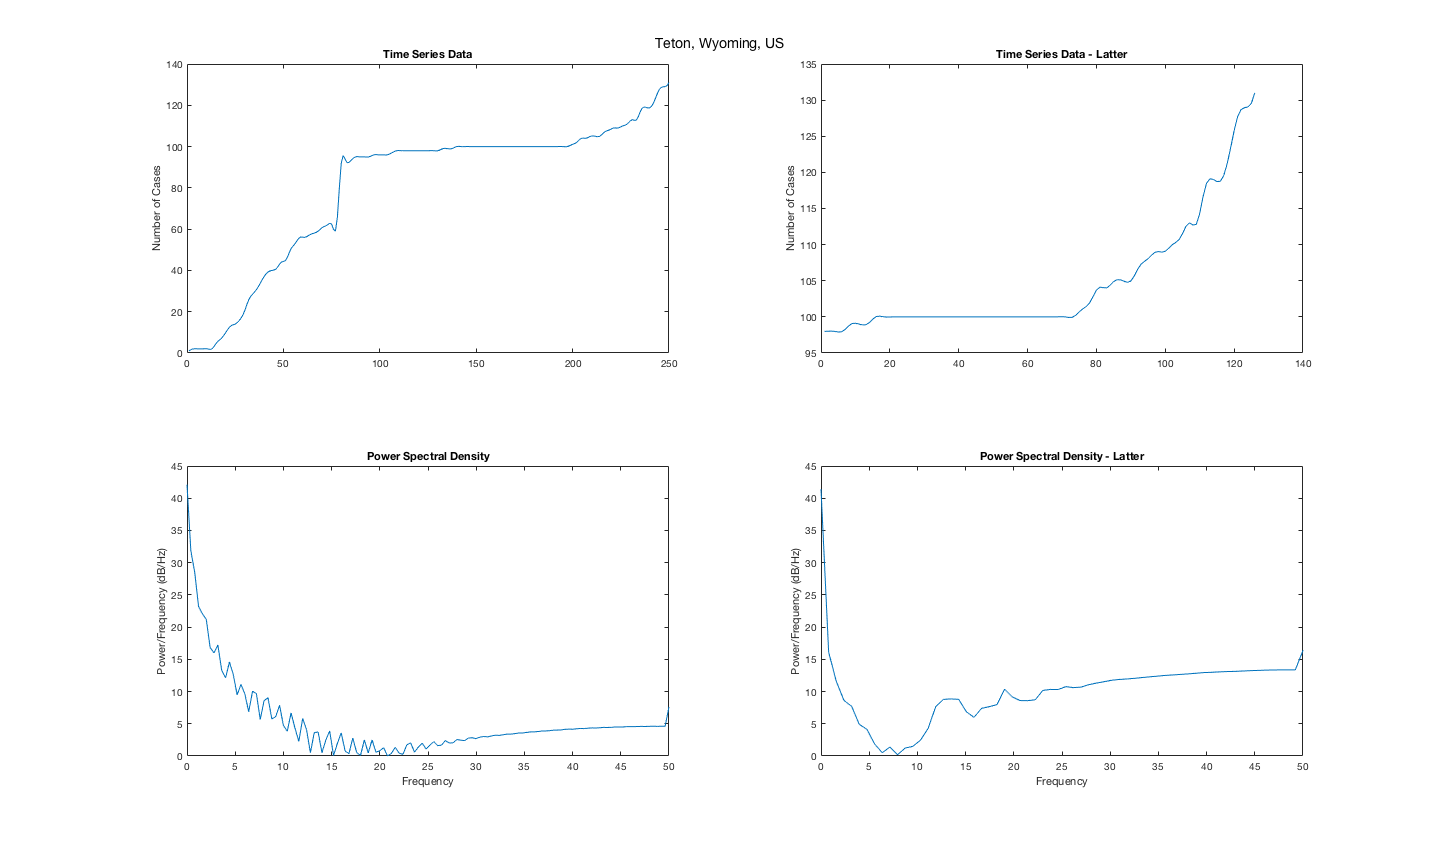 Teton, Wyoming, US
Time Series Data
140
120
100
80
60
40
20
0
Number of Cases
0 50 100 150 200 250
Time Series Data - Latter
135
130
125
120
115
110
105
100
95
Number of Cases
0 20 40 60 80 100 120 140
Power Spectral Density
45
40
35
30
25
20
15
10
5
0
Power/Frequency (dB/Hz)
0 5 10 15 20 25 30 35 40 45 50
Frequency
Power Spectral Density - Latter
45
40
35
30
25
20
15
10
5
0
Power/Frequency (dB/Hz)
0 5 10 15 20 25 30 35 40 45 50
Frequency